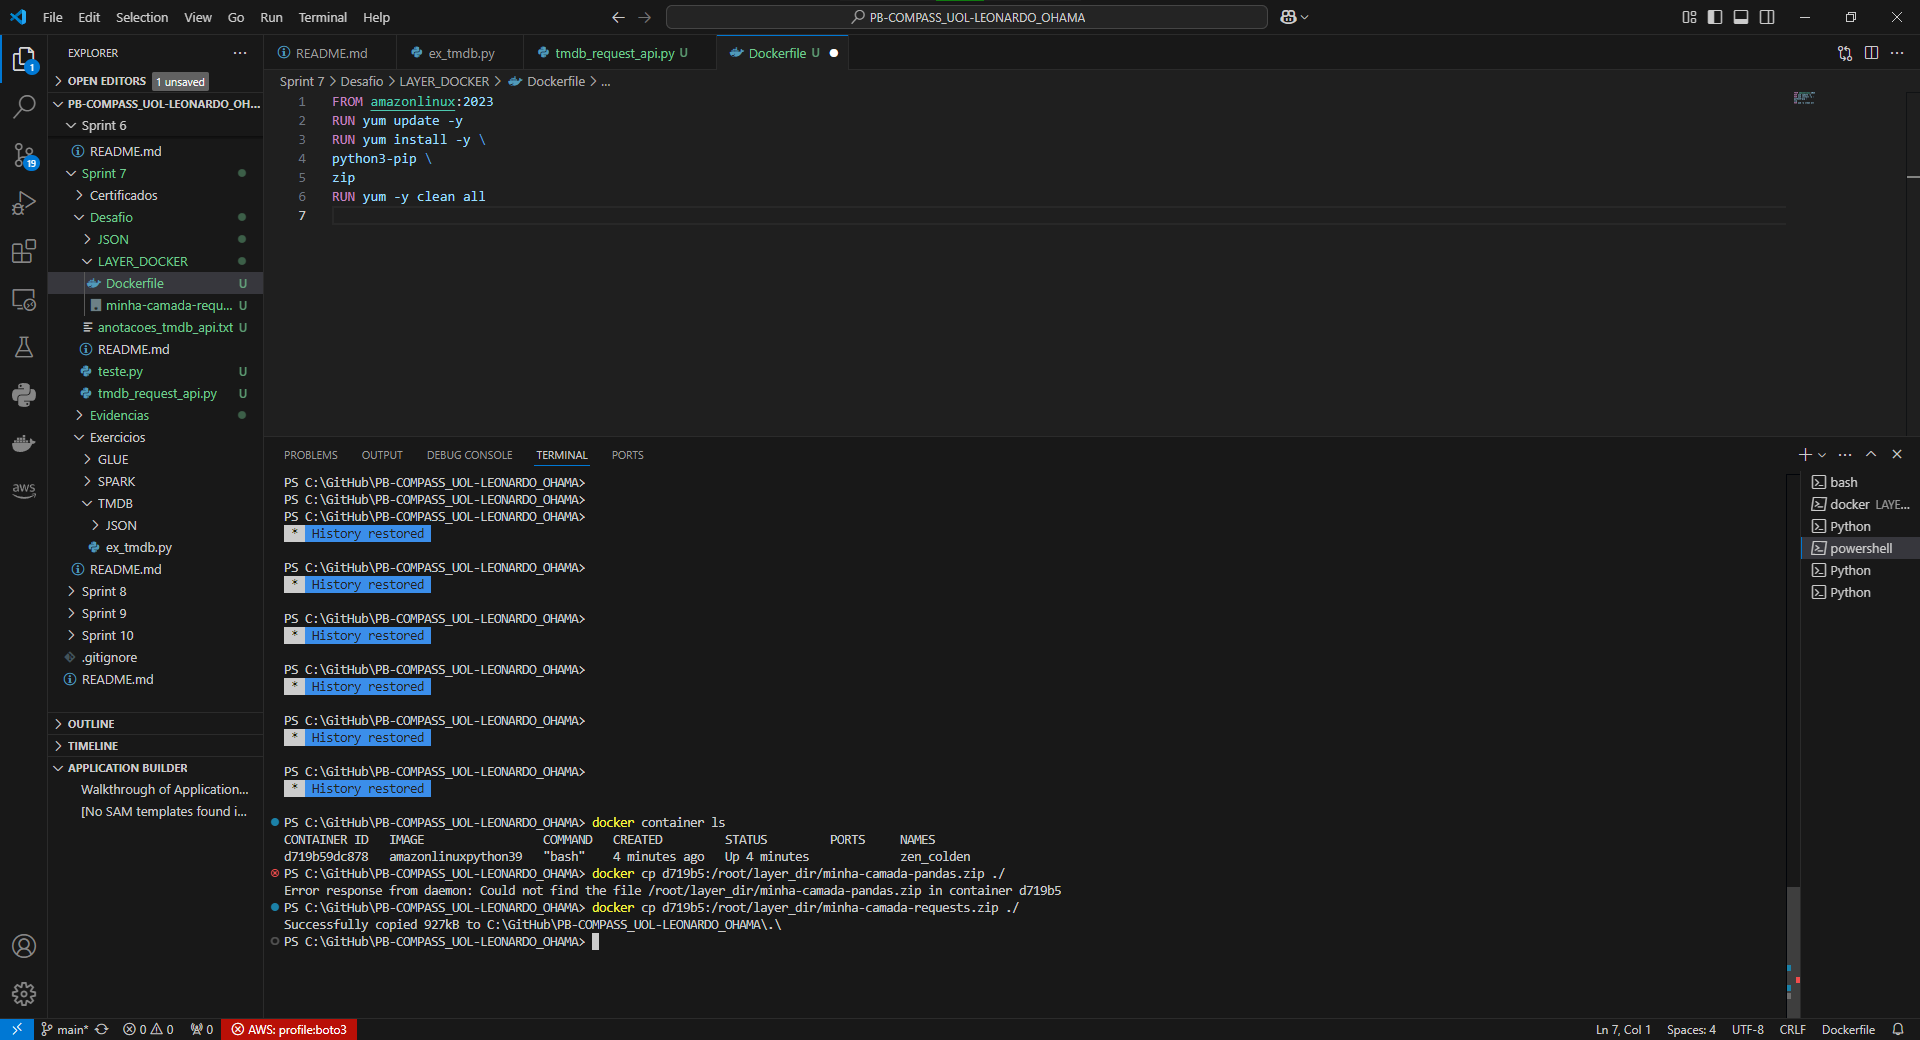 File Edit Selection View Go Run Terminal Help
PB-COMPASS_UOL-LEONARDO_OHAMA
EXPLORER
OPEN EDITORS 1 unsaved
PB-COMPASS_UOL-LEONARDO_OH...
Sprint 6
README.md
Sprint 7
Certificados
Desafio
JSON
LAYER_DOCKER
Dockerfile U
minha-camada-requ... U
anotacoes_tmdb_api.txt U
README.md
teste.py U
tmdb_request_api.py U
Evidencias
Exercicios
GLUE
SPARK
TMDB
JSON
ex_tmdb.py
README.md
Sprint 8
Sprint 9
Sprint 10
.gitignore
README.md
OUTLINE
TIMELINE
APPLICATION BUILDER
Walkthrough of Application...
[No SAM templates found i...
1
19
aws
README.md
ex_tmdb.py
tmdb_request_api.py U
Dockerfile U
Sprint 7 > Desafio > LAYER_DOCKER > Dockerfile > ...
1 FROM amazonlinux:2023
2 RUN yum update -y
3 RUN yum install -y \
4 python3-pip \
5 zip
6 RUN yum -y clean all
7
PROBLEMS OUTPUT DEBUG CONSOLE TERMINAL PORTS
PS C:\GitHub\PB-COMPASS_UOL-LEONARDO_OHAMA>
PS C:\GitHub\PB-COMPASS_UOL-LEONARDO_OHAMA>
PS C:\GitHub\PB-COMPASS_UOL-LEONARDO_OHAMA>
* History restored
PS C:\GitHub\PB-COMPASS_UOL-LEONARDO_OHAMA>
* History restored
PS C:\GitHub\PB-COMPASS_UOL-LEONARDO_OHAMA>
* History restored
PS C:\GitHub\PB-COMPASS_UOL-LEONARDO_OHAMA>
* History restored
PS C:\GitHub\PB-COMPASS_UOL-LEONARDO_OHAMA>
* History restored
PS C:\GitHub\PB-COMPASS_UOL-LEONARDO_OHAMA>
* History restored
PS C:\GitHub\PB-COMPASS_UOL-LEONARDO_OHAMA> docker container ls
CONTAINER ID IMAGE COMMAND CREATED STATUS PORTS NAMES
d719b59dc878 amazonlinuxpython39 "bash" 4 minutes ago Up 4 minutes zen_colden
PS C:\GitHub\PB-COMPASS_UOL-LEONARDO_OHAMA> docker cp d719b5:/root/layer_dir/minha-camada-pandas.zip ./
Error response from daemon: Could not find the file /root/layer_dir/minha-camada-pandas.zip in container d719b5
PS C:\GitHub\PB-COMPASS_UOL-LEONARDO_OHAMA> docker cp d719b5:/root/layer_dir/minha-camada-requests.zip ./
Successfully copied 927kB to C:\GitHub\PB-COMPASS_UOL-LEONARDO_OHAMA\.\
PS C:\GitHub\PB-COMPASS_UOL-LEONARDO_OHAMA>
bash
docker LAYE...
Python
powershell
Python
Python
main* 0 0 0 AWS: profile:boto3 Ln 7, Col 1 Spaces: 4 UTF-8 CRLF Dockerfile